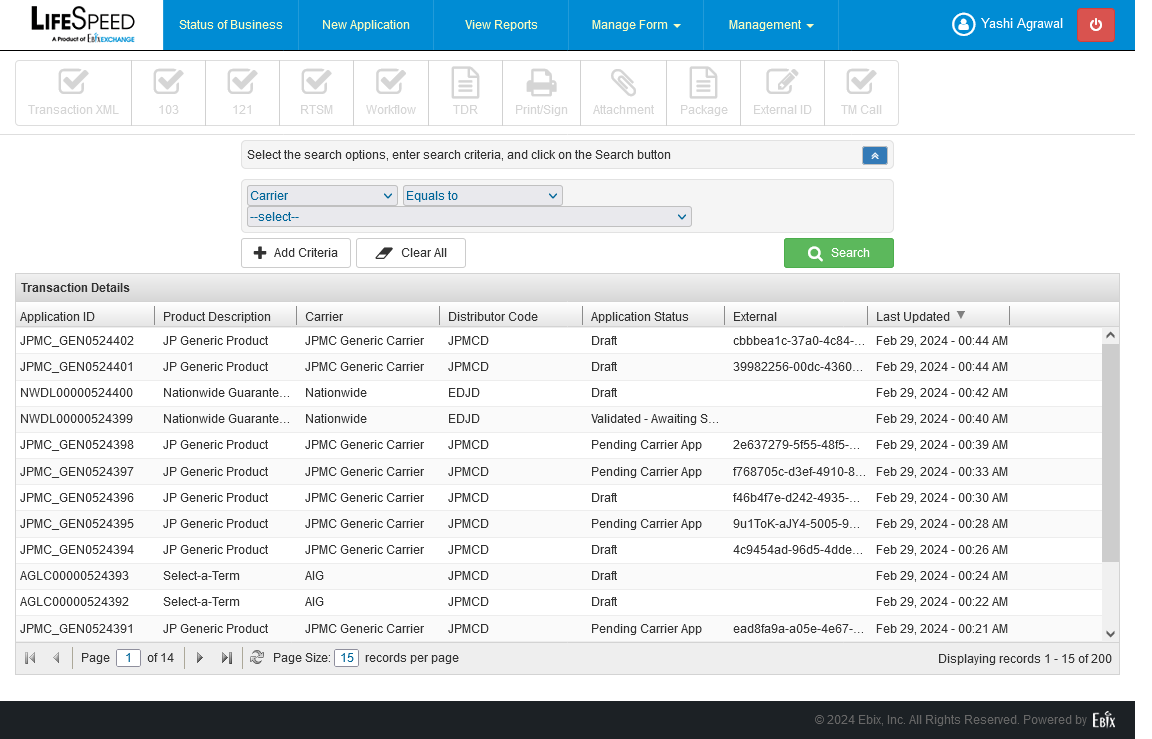 LIFESPEED
A Product of EbixEXCHANGE
Status of Business New Application View Reports Manage Form Management Yashi Agrawal
Transaction XML 103 121 RTSM Workflow TDR Print/Sign Attachment Package External ID TM Call
Select the search options, enter search criteria, and click on the Search button
Carrier Equals to
--select--
Add Criteria Clear All Search
Transaction Details
Application ID Product Description Carrier Distributor Code Application Status External Last Updated
JPMC_GEN0524402 JP Generic Product JPMC Generic Carrier JPMCD Draft cbbbea1c-37a0-4c84-... Feb 29, 2024 - 00:44 AM
JPMC_GEN0524401 JP Generic Product JPMC Generic Carrier JPMCD Draft 39982256-00dc-4360... Feb 29, 2024 - 00:44 AM
NWDL00000524400 Nationwide Guarante... Nationwide EDJD Draft Feb 29, 2024 - 00:42 AM
NWDL00000524399 Nationwide Guarante... Nationwide EDJD Validated - Awaiting S... Feb 29, 2024 - 00:40 AM
JPMC_GEN0524398 JP Generic Product JPMC Generic Carrier JPMCD Pending Carrier App 2e637279-5f55-48f5-... Feb 29, 2024 - 00:39 AM
JPMC_GEN0524397 JP Generic Product JPMC Generic Carrier JPMCD Pending Carrier App f768705c-d3ef-4910-8... Feb 29, 2024 - 00:33 AM
JPMC_GEN0524396 JP Generic Product JPMC Generic Carrier JPMCD Draft f46b4f7e-d242-4935-... Feb 29, 2024 - 00:30 AM
JPMC_GEN0524395 JP Generic Product JPMC Generic Carrier JPMCD Pending Carrier App 9u1ToK-aJY4-5005-9... Feb 29, 2024 - 00:28 AM
JPMC_GEN0524394 JP Generic Product JPMC Generic Carrier JPMCD Draft 4c9454ad-96d5-4dde... Feb 29, 2024 - 00:26 AM
AGLC00000524393 Select-a-Term AIG JPMCD Draft Feb 29, 2024 - 00:24 AM
AGLC00000524392 Select-a-Term AIG JPMCD Draft Feb 29, 2024 - 00:22 AM
JPMC_GEN0524391 JP Generic Product JPMC Generic Carrier JPMCD Pending Carrier App ead8fa9a-a05e-4e67-... Feb 29, 2024 - 00:21 AM
Page 1 of 14 Page Size: 15 records per page Displaying records 1 - 15 of 200
© 2024 Ebix, Inc. All Rights Reserved. Powered by Ebix